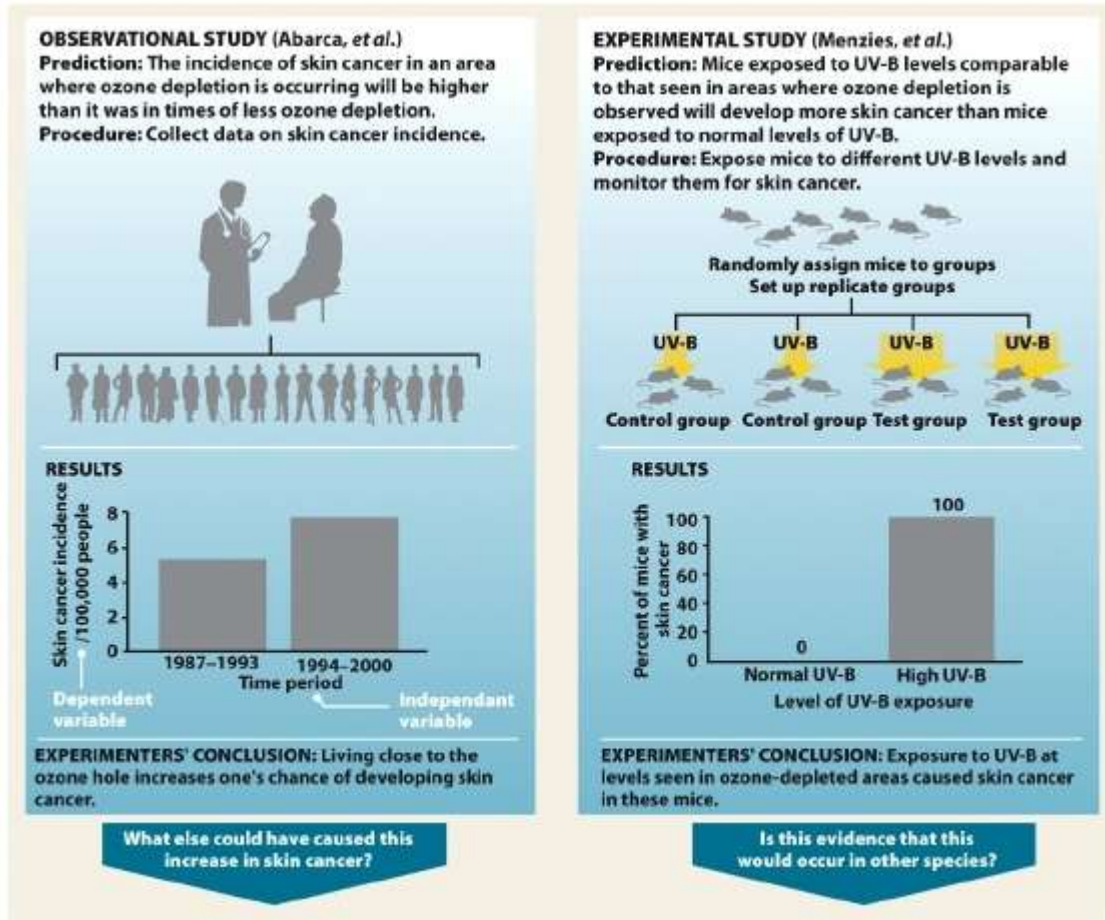 OBSERVATIONAL STUDY (Abarca, et al.)
Prediction: The incidence of skin cancer in an area
where ozone depletion is occurring will be higher
than it was in times of less ozone depletion.
Procedure: Collect data on skin cancer incidence.
RESULTS
Skin cancer incidence
/100,000 people
8
6
4
2
0
1987–1993 1994–2000
Time period
Dependent
variable
Independant
variable
EXPERIMENTERS' CONCLUSION: Living close to the
ozone hole increases one's chance of developing skin
cancer.
What else could have caused this
increase in skin cancer?
EXPERIMENTAL STUDY (Menzies, et al.)
Prediction: Mice exposed to UV-B levels comparable
to that seen in areas where ozone depletion is
observed will develop more skin cancer than mice
exposed to normal levels of UV-B.
Procedure: Expose mice to different UV-B levels and
monitor them for skin cancer.
Randomly assign mice to groups
Set up replicate groups
UV-B UV-B UV-B UV-B
Control group Control group Test group Test group
RESULTS
Percent of mice with
skin cancer
100
80
60
40
20
0
0
100
Normal UV-B High UV-B
Level of UV-B exposure
EXPERIMENTERS' CONCLUSION: Exposure to UV-B at
levels seen in ozone-depleted areas caused skin cancer
in these mice.
Is this evidence that this
would occur in other species?